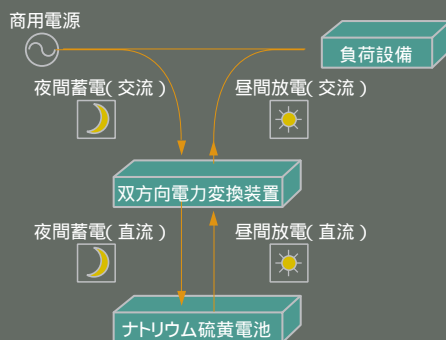 商用電源
負荷設備
夜間蓄電(交流)
昼間放電(交流)
双方向電力変換装置
夜間蓄電(直流)
昼間放電(直流)
ナトリウム硫黄電池